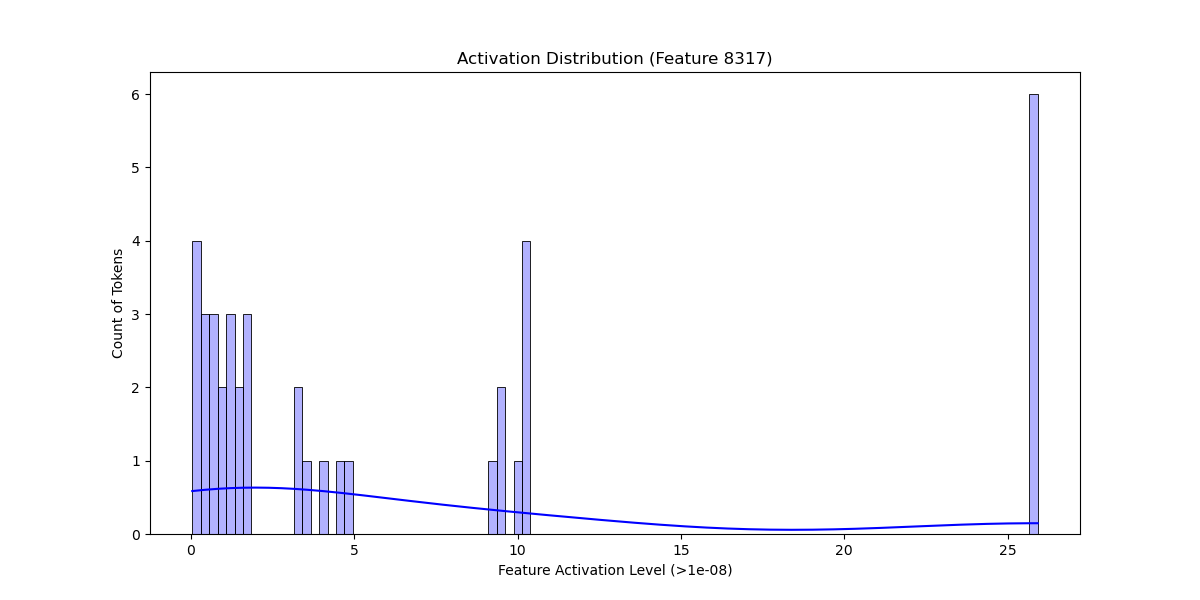 Activation Distribution (Feature 8317)
6
5
4
3
2
1
0
Count of Tokens
0 5 10 15 20 25
Feature Activation Level (>1e-08)